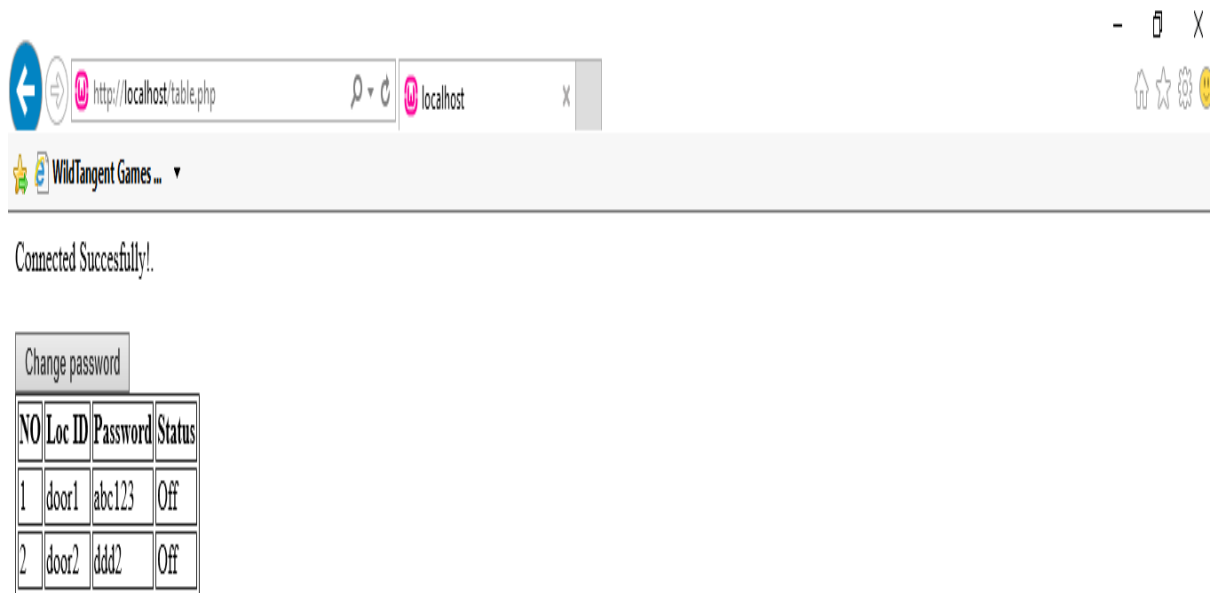 http://localhost/table.php
localhost
WildTangent Games ...
Connected Succesfully!.
Change password
NO Loc ID Password Status
1 door1 abc123 Off
2 door2 ddd2 Off